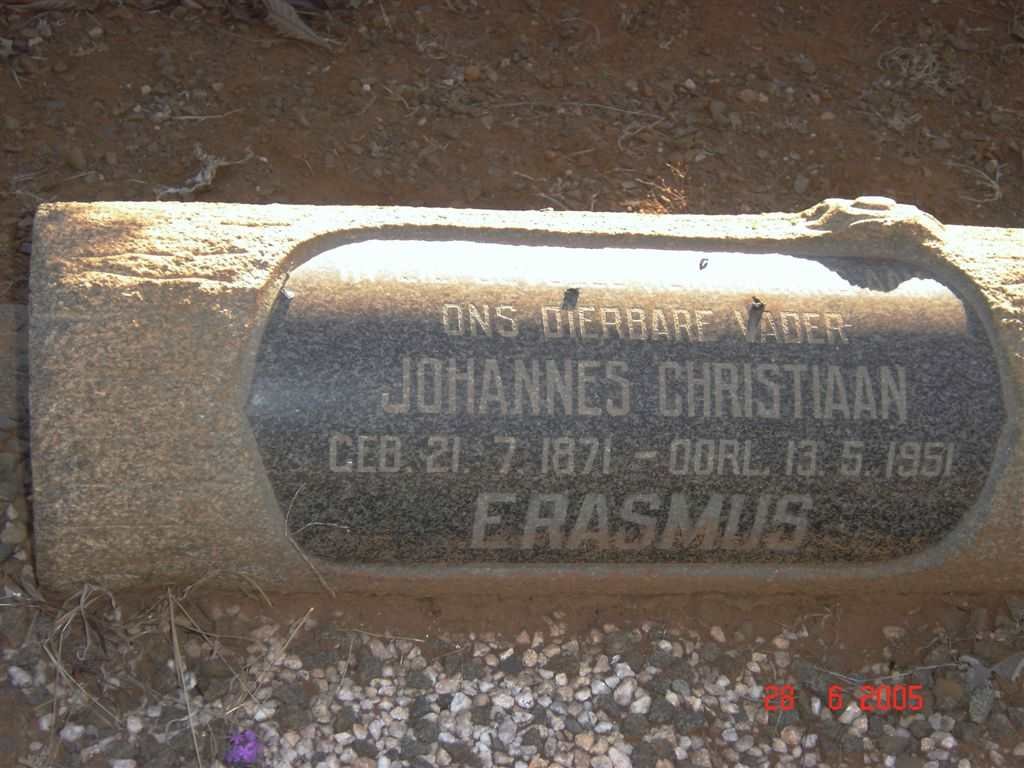 ONS DIERBARE VADER
JOHANNES CHRISTIAAN
GEB. 21. 7. 1871 - OORL. 13. 5. 1951
ERASMUS
28 6 2005